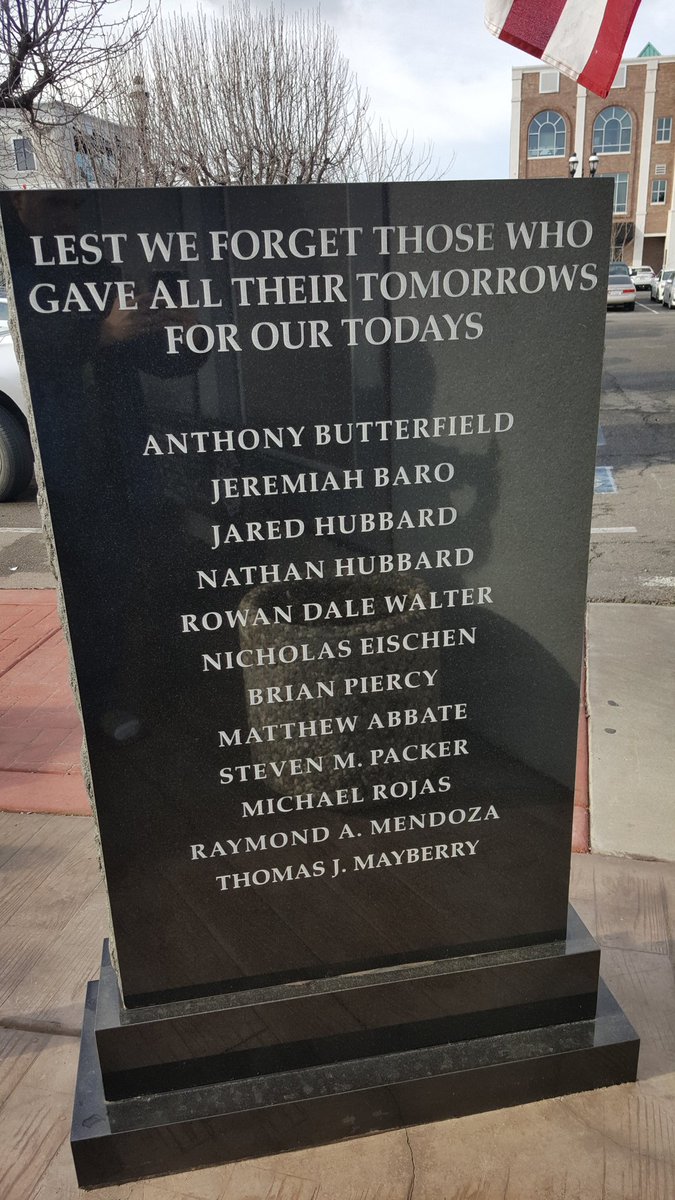 LEST WE FORGET THOSE WHO
GAVE ALL THEIR TOMORROWS
FOR OUR TODAYS
ANTHONY BUTTERFIELD
JEREMIAH BARO
JARED HUBBARD
NATHAN HUBBARD
ROWAN DALE WALTER
NICHOLAS EISCHEN
BRIAN PIERCY
MATTHEW ABBATE
STEVEN M. PACKER
MICHAEL ROJAS
RAYMOND A. MENDOZA
THOMAS J. MAYBERRY